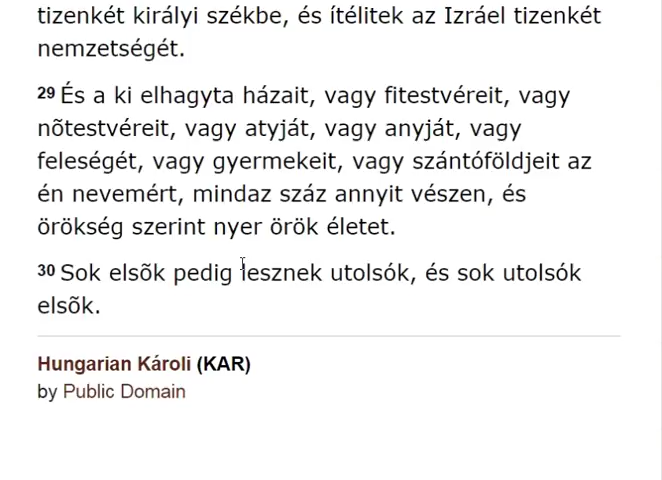 tizenkét királyi székbe, és ítélitek az Izráel tizenkét
nemzetségét.
29 És a ki elhagyta házait, vagy fitestvéreit, vagy
nõtestvéreit, vagy atyját, vagy anyját, vagy
feleségét, vagy gyermekeit, vagy szántóföldjeit az
én nevemért, mindaz száz annyit vészen, és
örökség szerint nyer örök életet.
30 Sok elsõk pedig lesznek utolsók, és sok utolsók
elsõk.
Hungarian Károli (KAR)
by Public Domain